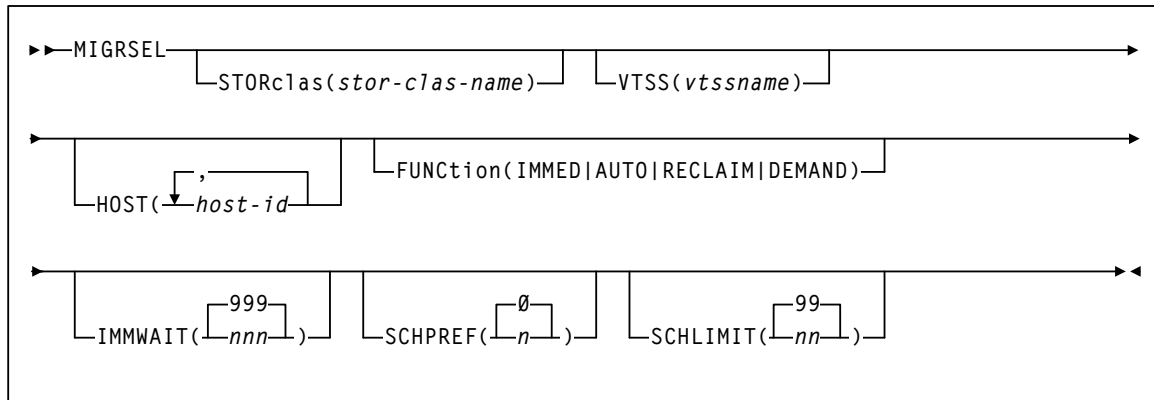 MIGRSEL
STORclas(stor-clas-name) VTSS(vtssname)
,
HOST( host-id FUNCtion(IMMED|AUTO|RECLAIM|DEMAND)
999 Ø 99
IMMWAIT( nnn ) SCHPREF( n ) SCHLIMIT( nn )